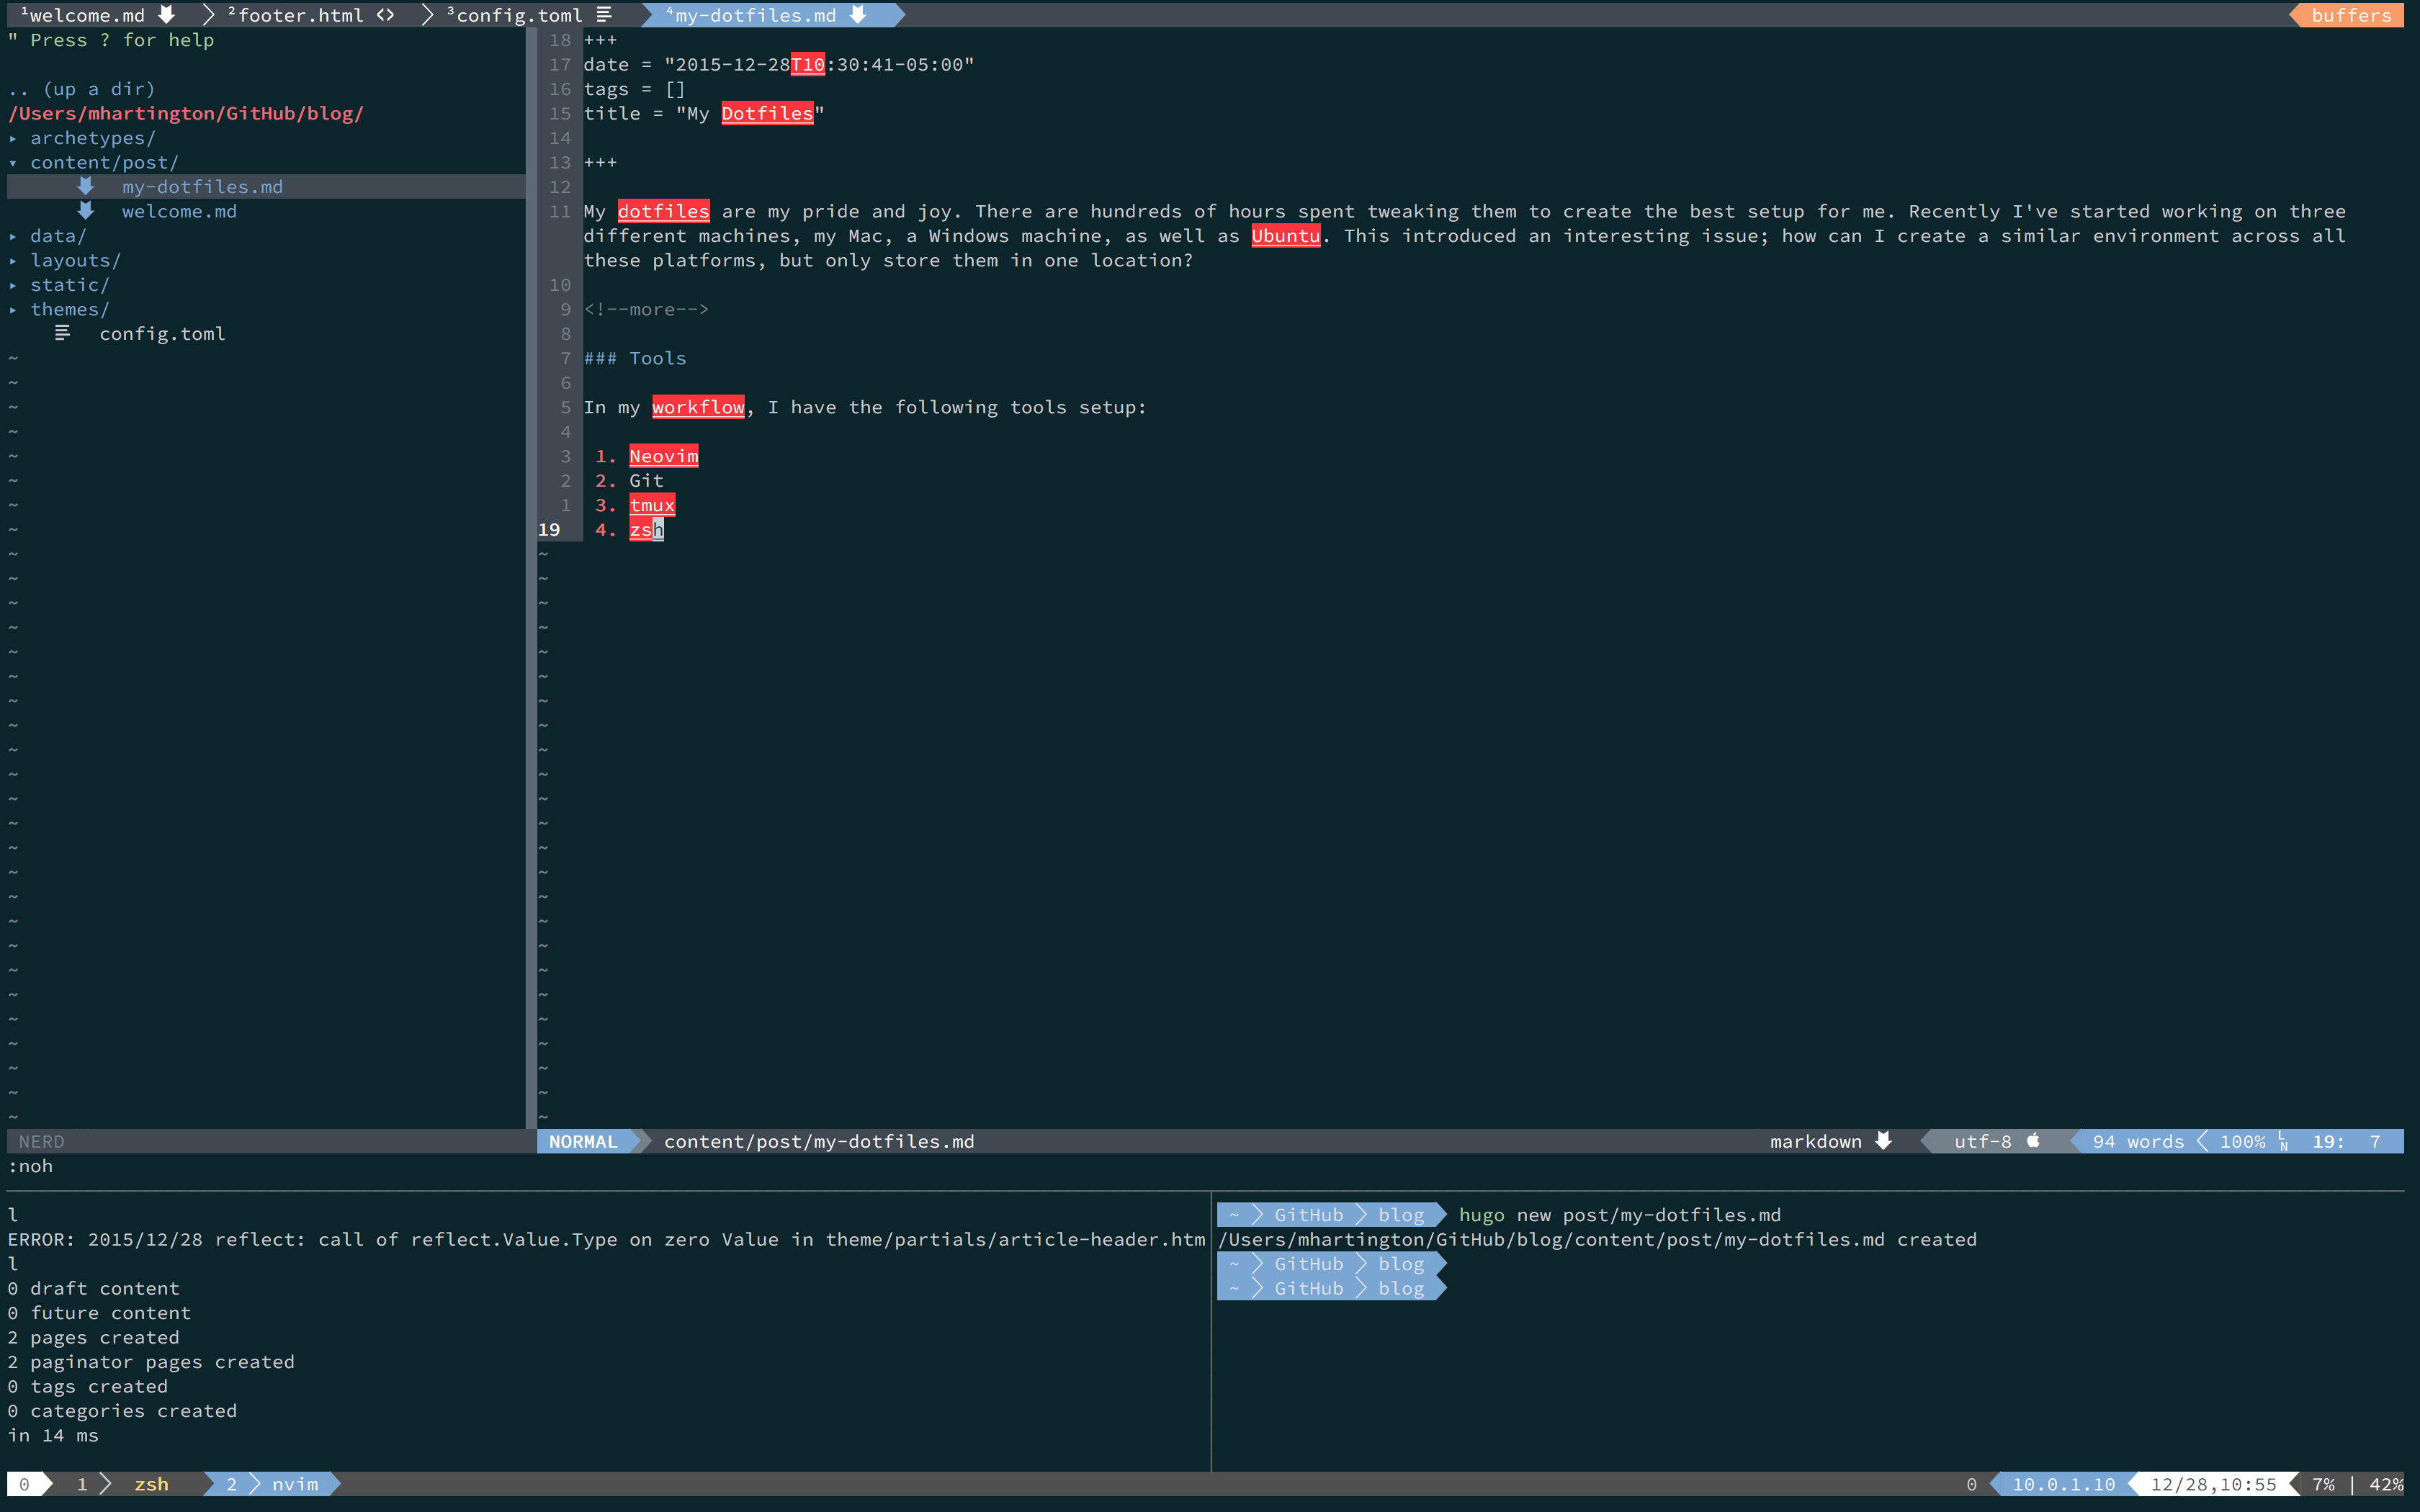 ¹welcome.md ²footer.html <> ³config.toml ⁴my-dotfiles.md buffers
" Press ? for help
.. (up a dir)
/Users/mhartington/GitHub/blog/
▸ archetypes/
▾ content/post/
my-dotfiles.md
welcome.md
▸ data/
▸ layouts/
▸ static/
▸ themes/
config.toml
18 +++
17 date = "2015-12-28T10:30:41-05:00"
16 tags = []
15 title = "My Dotfiles"
14
13 +++
12
11 My dotfiles are my pride and joy. There are hundreds of hours spent tweaking them to create the best setup for me. Recently I've started working on three
different machines, my Mac, a Windows machine, as well as Ubuntu. This introduced an interesting issue; how can I create a similar environment across all
these platforms, but only store them in one location?
10
9 <!--more-->
8
7 ### Tools
6
5 In my workflow, I have the following tools setup:
4
3 1. Neovim
2 2. Git
1 3. tmux
19 4. zsh
NERD
NORMAL content/post/my-dotfiles.md markdown utf-8 94 words 100% LN 19: 7
:noh
l
ERROR: 2015/12/28 reflect: call of reflect.Value.Type on zero Value in theme/partials/article-header.htm
l
0 draft content
0 future content
2 pages created
2 paginator pages created
0 tags created
0 categories created
in 14 ms
~ GitHub blog hugo new post/my-dotfiles.md
/Users/mhartington/GitHub/blog/content/post/my-dotfiles.md created
~ GitHub blog
~ GitHub blog
0 1 zsh 2 nvim 0 10.0.1.10 12/28,10:55 7% | 42%